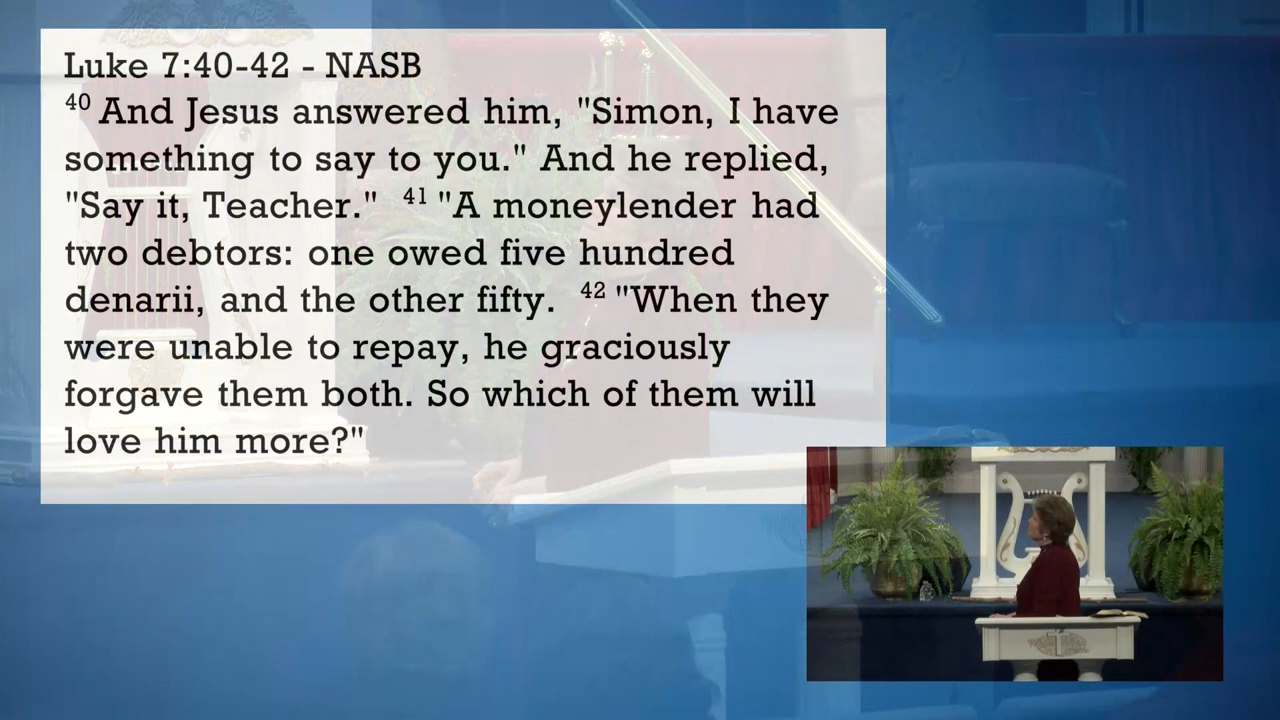 Luke 7:40-42 - NASB
40 And Jesus answered him, "Simon, I have
something to say to you." And he replied,
"Say it, Teacher." 41 "A moneylender had
two debtors: one owed five hundred
denarii, and the other fifty. 42 "When they
were unable to repay, he graciously
forgave them both. So which of them will
love him more?"